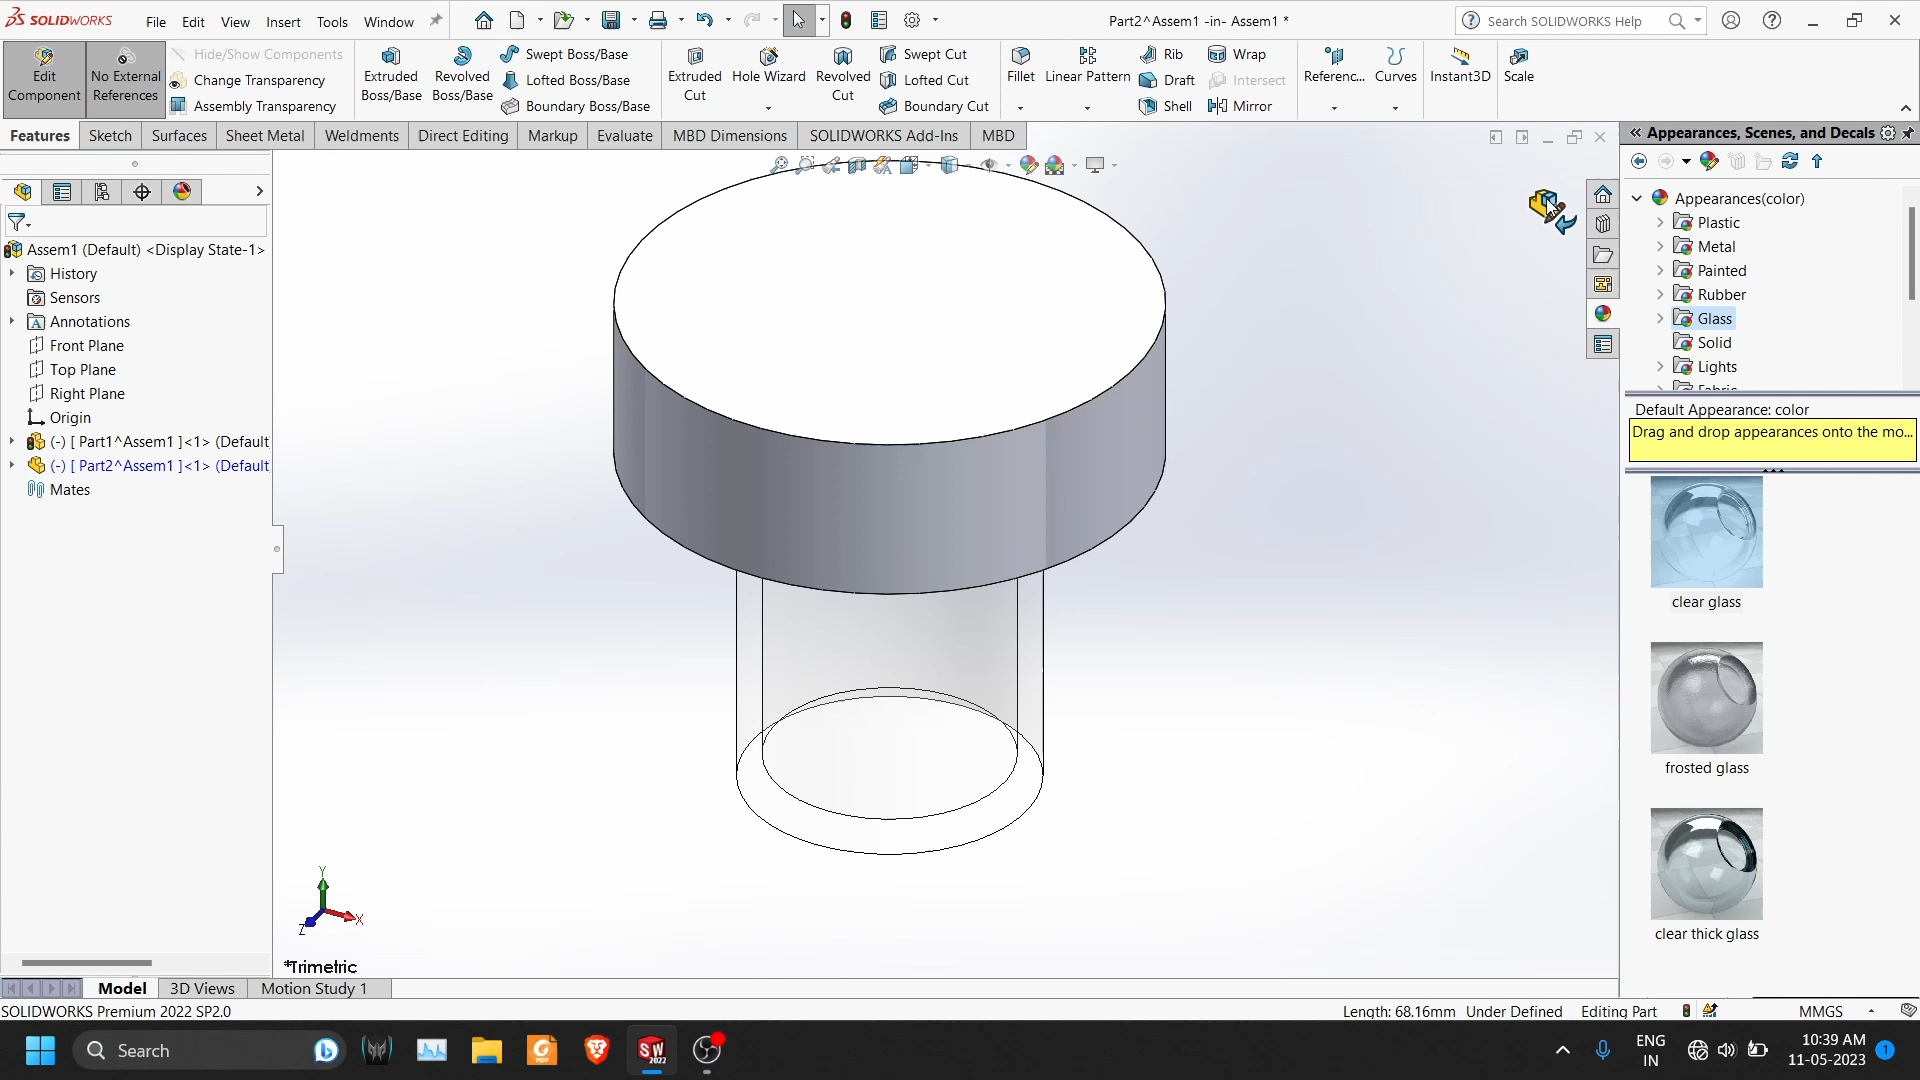 SOLIDWORKS File Edit View Insert Tools Window Part2^Assem1 -in- Assem1 * Search SOLIDWORKS Help
Edit Component
No External References
Hide/Show Components
Change Transparency
Assembly Transparency
Extruded Boss/Base
Revolved Boss/Base
Swept Boss/Base
Lofted Boss/Base
Boundary Boss/Base
Extruded Cut
Hole Wizard
Revolved Cut
Swept Cut
Lofted Cut
Boundary Cut
Fillet
Linear Pattern
Rib
Draft
Shell
Wrap
Intersect
Mirror
Referenc...
Curves
Instant3D
Scale
Features Sketch Surfaces Sheet Metal Weldments Direct Editing Markup Evaluate MBD Dimensions SOLIDWORKS Add-Ins MBD
Assem1 (Default) <Display State-1>
History
Sensors
Annotations
Front Plane
Top Plane
Right Plane
Origin
(-) [ Part1^Assem1 ]<1> (Default
(-) [ Part2^Assem1 ]<1> (Default
Mates
Y
X
Z
*Trimetric
Appearances, Scenes, and Decals
Appearances(color)
Plastic
Metal
Painted
Rubber
Glass
Solid
Lights
Fabric
Default Appearance: color
Drag and drop appearances onto the mo...
clear glass
frosted glass
clear thick glass
Model 3D Views Motion Study 1
SOLIDWORKS Premium 2022 SP2.0 Length: 68.16mm Under Defined Editing Part MMGS
Search
SW
2022
ENG
IN
10:39 AM
11-05-2023
1